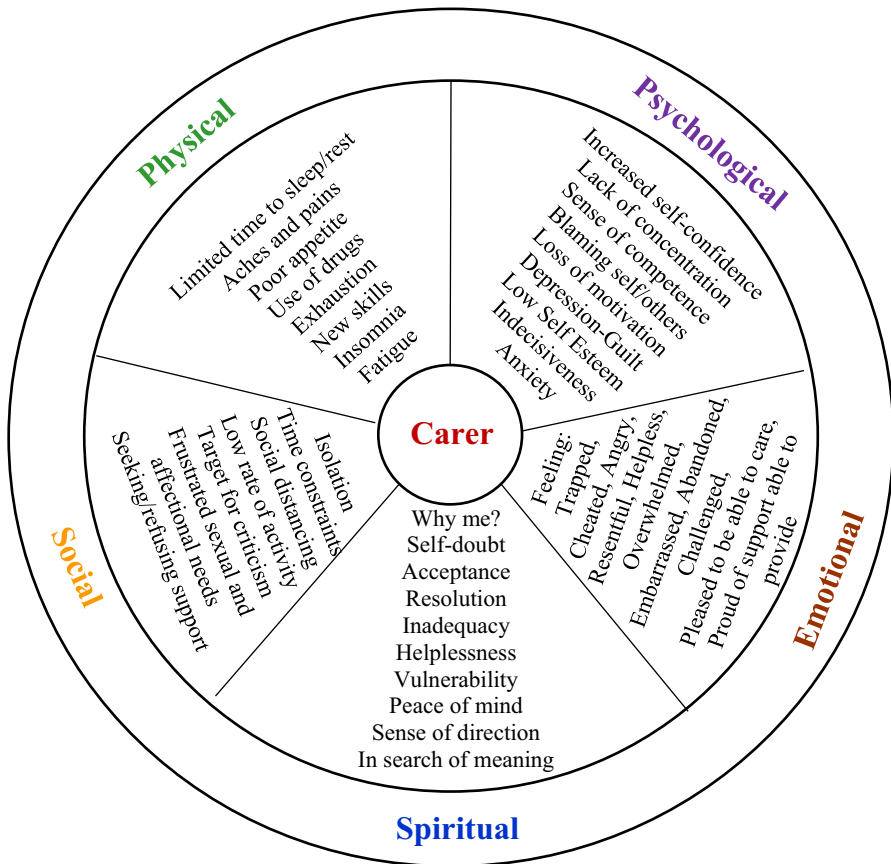 Physical
Limited time to sleep/rest
Aches and pains
Poor appetite
Use of drugs
Exhaustion
New skills
Insomnia
Fatigue
Psychological
Increased self-confidence
Lack of concentration
Sense of competence
Blaming self/others
Loss of motivation
Depression-Guilt
Low Self Esteem
Indecisiveness
Anxiety
Carer
Emotional
Feeling:
Trapped,
Cheated, Angry,
Resentful, Helpless,
Overwhelmed,
Embarrassed, Abandoned,
Challenged,
Pleased to be able to care,
Proud of support able to
provide
Spiritual
Why me?
Self-doubt
Acceptance
Resolution
Inadequacy
Helplessness
Vulnerability
Peace of mind
Sense of direction
In search of meaning
Social
Isolation
Time constraints
Social distancing
Low rate of activity
Target for criticism
Frustrated sexual and
affectional needs
Seeking/refusing support